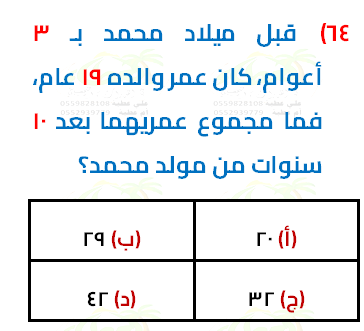 ٦٤) قبل ميلاد محمد بـ ٣
أعوام، كان عمر والده ١٩ عام،
فما مجموع عمريهما بعد ١٠
سنوات من مولد محمد؟
(أ) ٢٠
(ب) ٢٩
(ج) ٣٢
(د) ٤٢